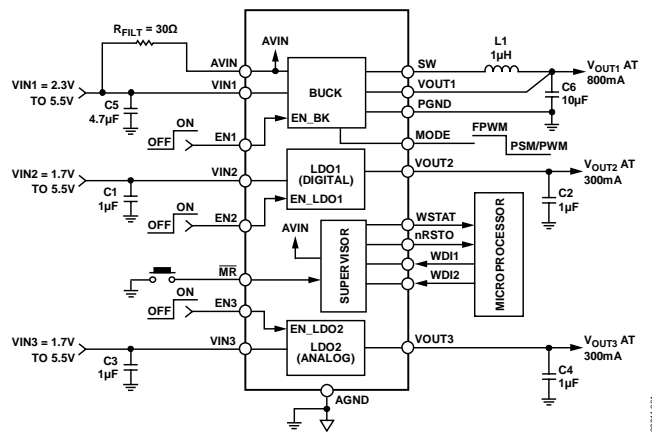 RFILT = 30Ω
AVIN
AVIN
VIN1 = 2.3V
TO 5.5V
VIN1
C5
4.7µF
ON
OFF
EN1
EN_BK
BUCK
SW
L1
1µH
VOUT1
VOUT1 AT
800mA
C6
10µF
PGND
MODE
FPWM
PSM/PWM
VIN2 = 1.7V
TO 5.5V
VIN2
C1
1µF
ON
OFF
EN2
LDO1
(DIGITAL)
EN_LDO1
VOUT2
VOUT2 AT
300mA
C2
1µF
AVIN
SUPERVISOR
WSTAT
nRSTO
WDI1
WDI2
MICROPROCESSOR
MR
ON
OFF
EN3
VIN3 = 1.7V
TO 5.5V
VIN3
C3
1µF
EN_LDO2
LDO2
(ANALOG)
VOUT3
VOUT3 AT
300mA
C4
1µF
AGND